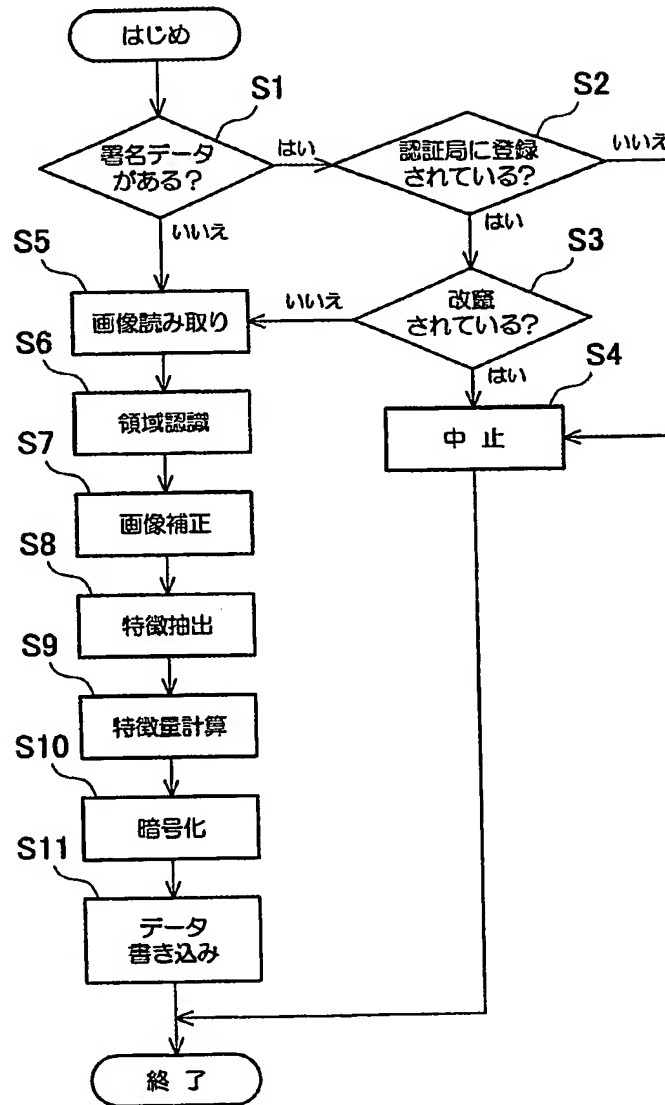 はじめ
S1
署名データ
がある?
はい
S2
認証局に登録
されている?
いいえ
はい
いいえ
S3
改竄
されている?
いいえ
はい
S4
中 止
S5
画像読み取り
S6
領域認識
S7
画像補正
S8
特徴抽出
S9
特徴量計算
S10
暗号化
S11
データ
書き込み
終 了